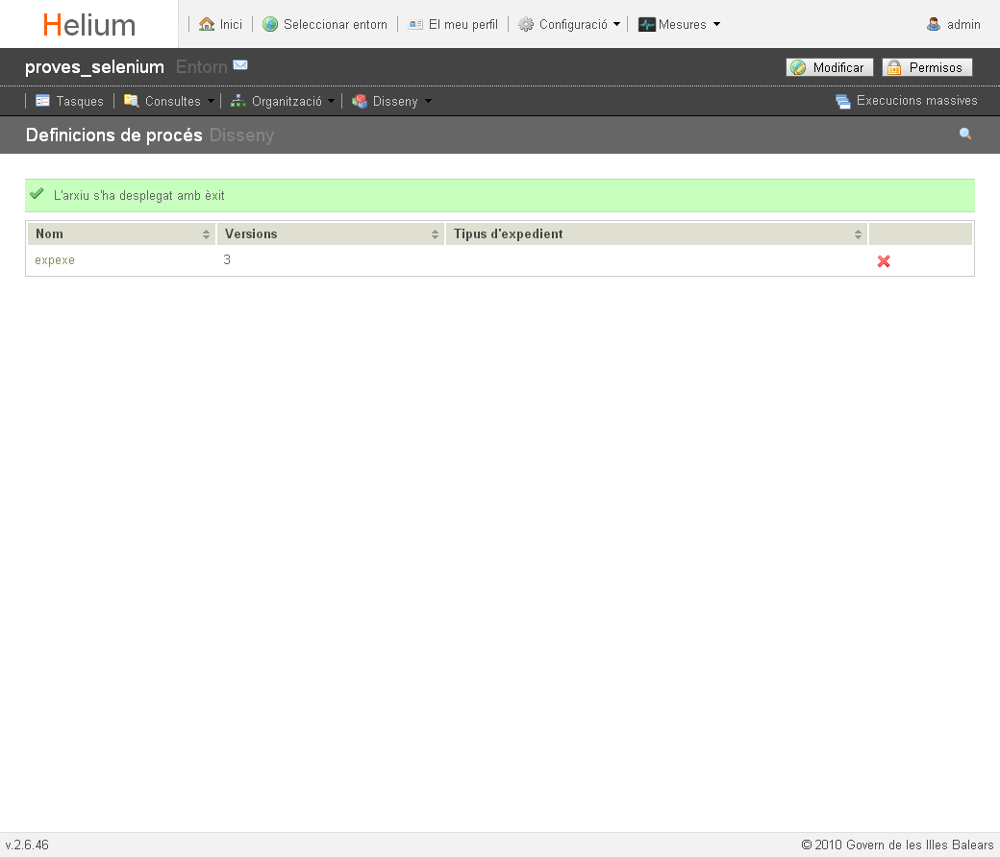 Helium
Inici Seleccionar entorn El meu perfil Configuració Mesures admin
proves_selenium Entorn Modificar Permisos
Tasques Consultes Organització Disseny Execucions massives
Definicions de procés Disseny
L'arxiu s'ha desplegat amb èxit
Nom Versions Tipus d'expedient
expexe 3
v.2.6.46 © 2010 Govern de les Illes Balears